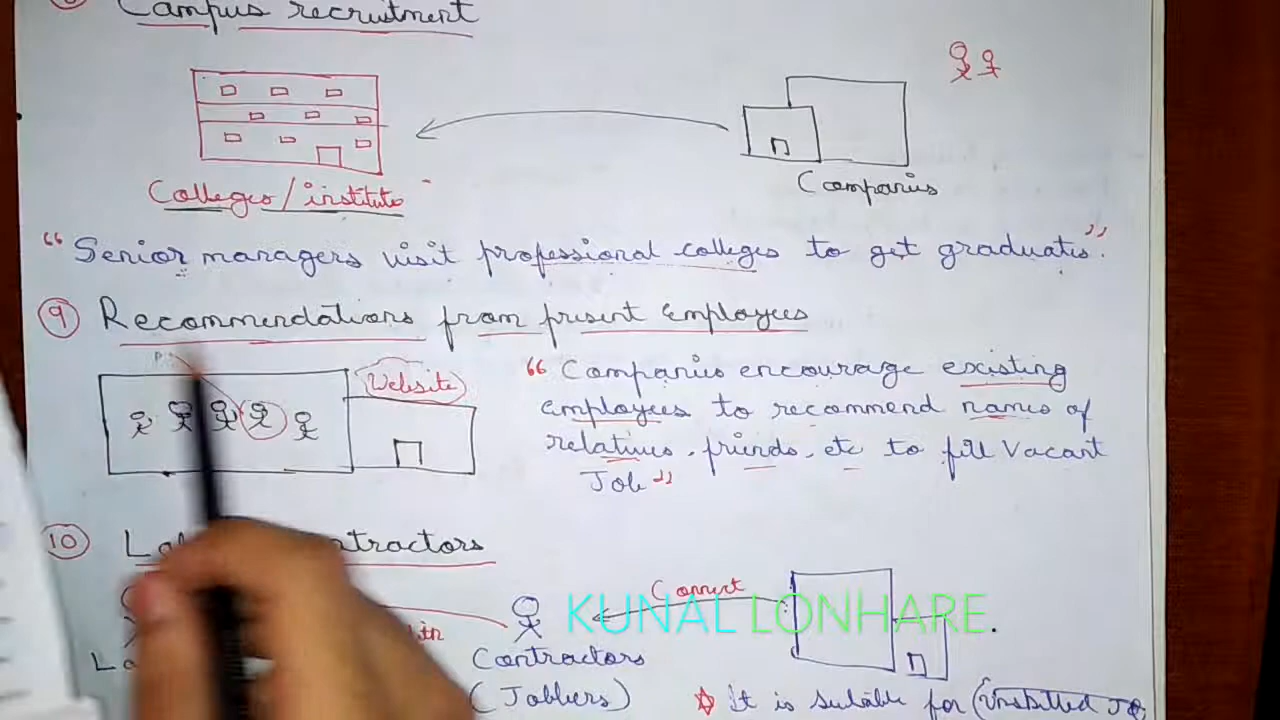 Campus recruitment
Colleges/institute
Companies
“Senior managers visit professional colleges to get graduates”.
9 Recommendations from present Employees
Website
“Companies encourage existing
employees to recommend names of
relatives, friends, etc to fill Vacant
Job”
10
Connect
KUNAL LONHARE.
Contractors
(Jobbers)
It is suitable for (Unskilled